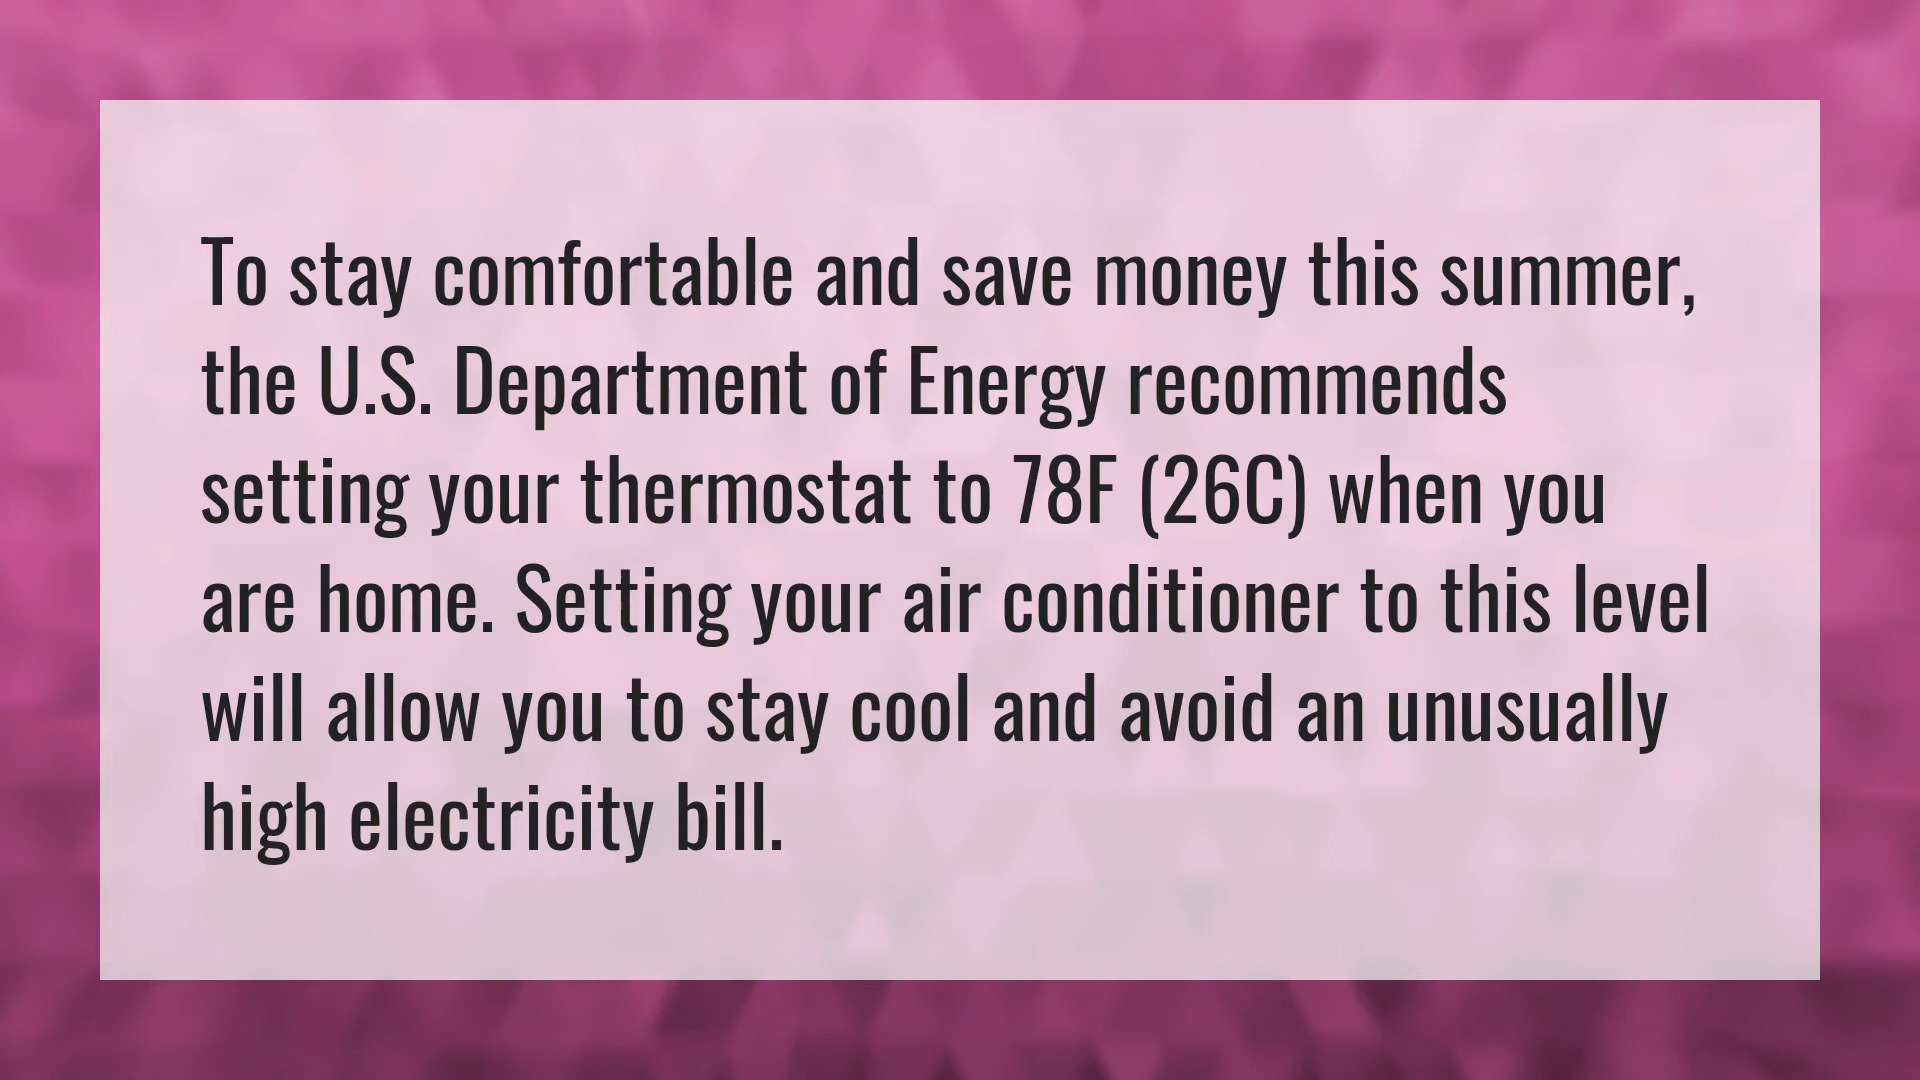 To stay comfortable and save money this summer,
the U.S. Department of Energy recommends
setting your thermostat to 78F (26C) when you
are home. Setting your air conditioner to this level
will allow you to stay cool and avoid an unusually
high electricity bill.